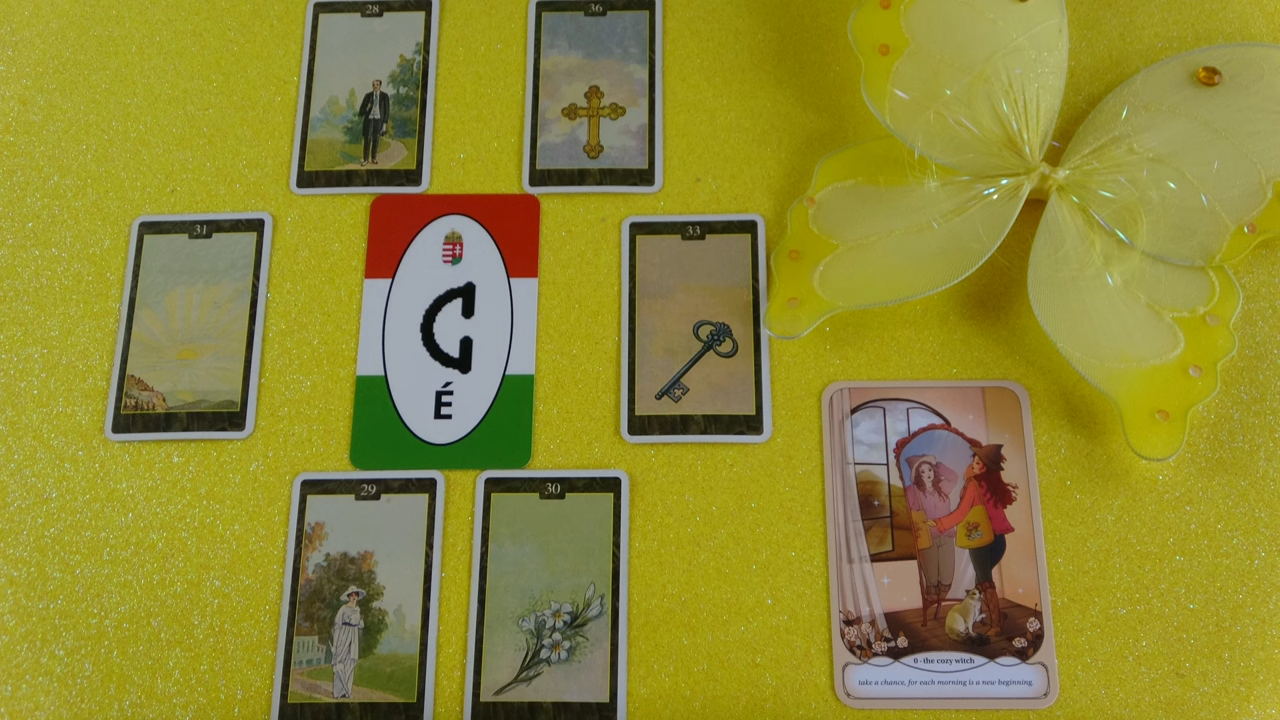 28
36
31
33
É
29
30
0 - the cozy witch
take a chance, for each morning is a new beginning.